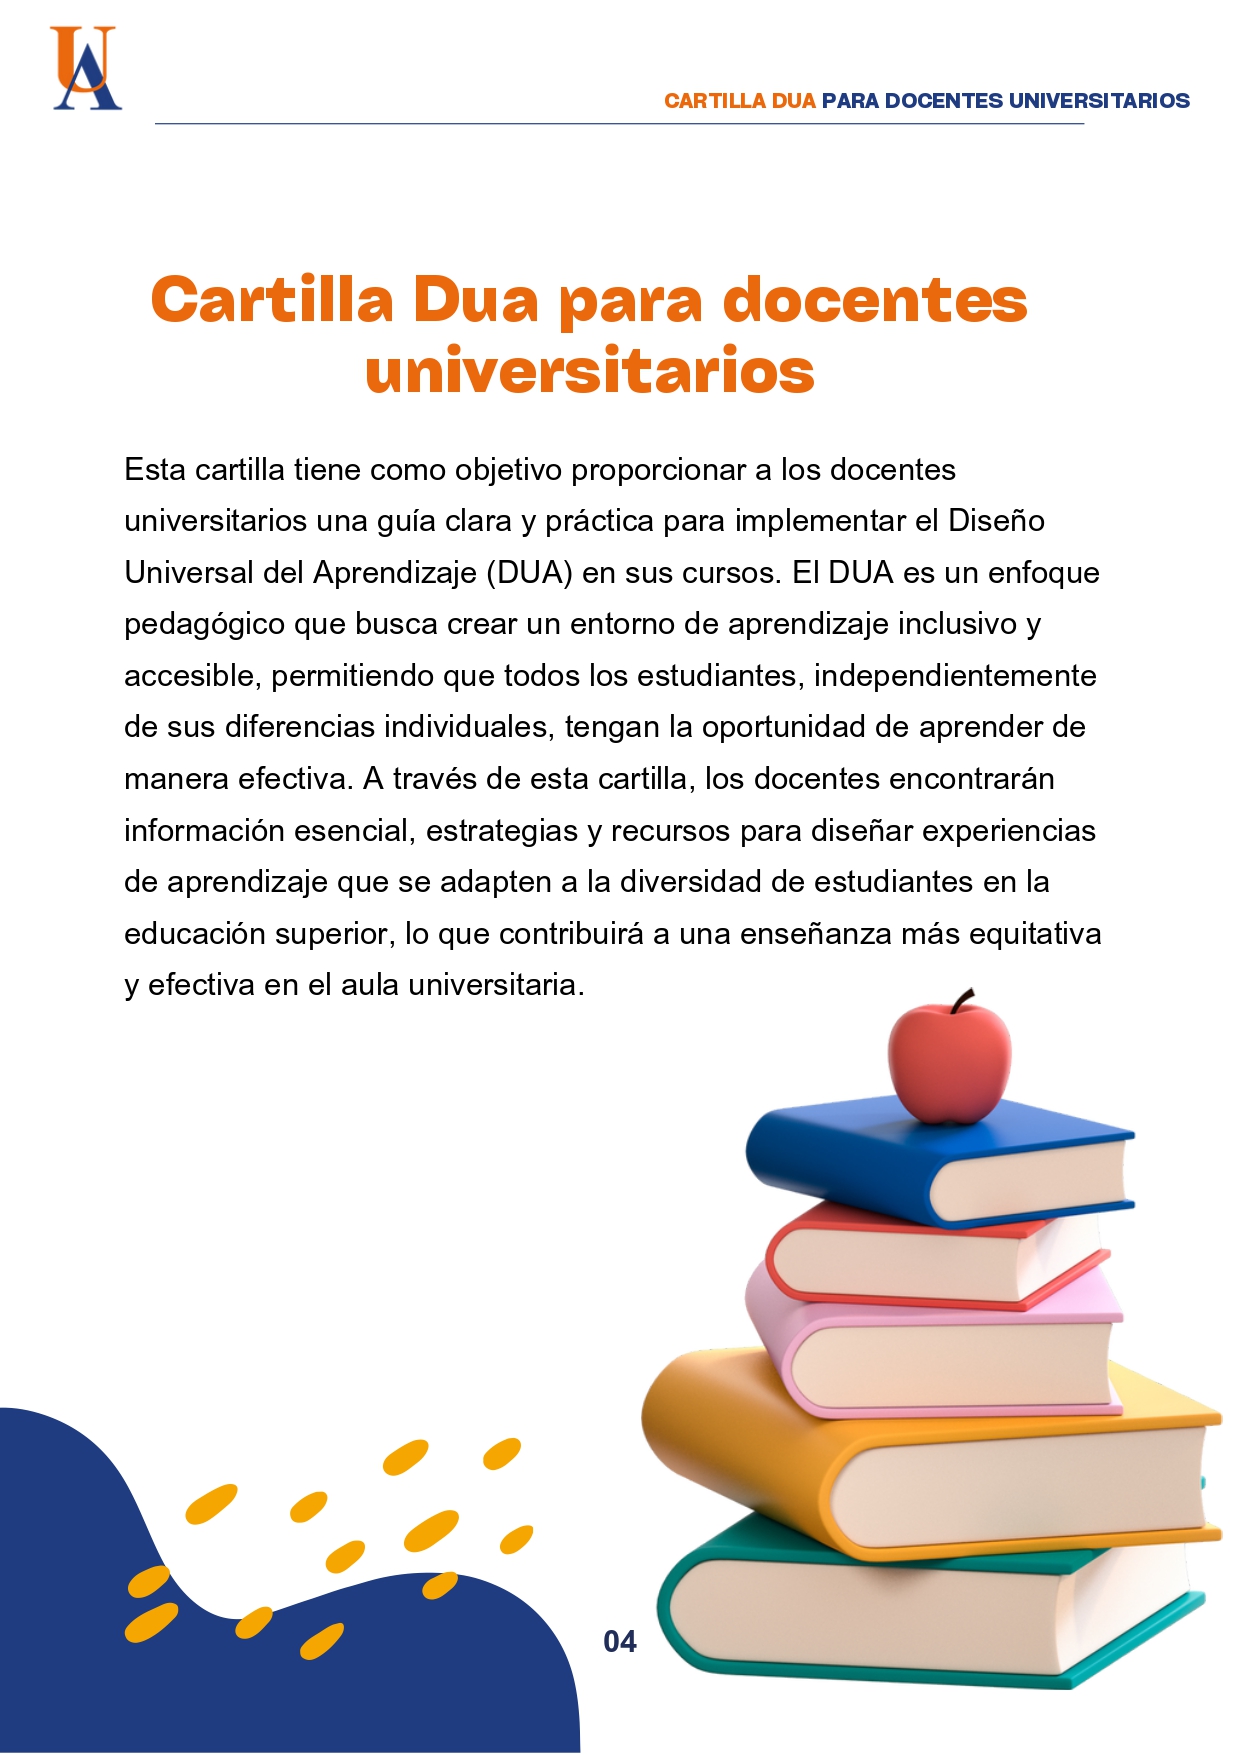 UA
CARTILLA DUA PARA DOCENTES UNIVERSITARIOS
Cartilla Dua para docentes
universitarios
Esta cartilla tiene como objetivo proporcionar a los docentes
universitarios una guía clara y práctica para implementar el Diseño
Universal del Aprendizaje (DUA) en sus cursos. El DUA es un enfoque
pedagógico que busca crear un entorno de aprendizaje inclusivo y
accesible, permitiendo que todos los estudiantes, independientemente
de sus diferencias individuales, tengan la oportunidad de aprender de
manera efectiva. A través de esta cartilla, los docentes encontrarán
información esencial, estrategias y recursos para diseñar experiencias
de aprendizaje que se adapten a la diversidad de estudiantes en la
educación superior, lo que contribuirá a una enseñanza más equitativa
y efectiva en el aula universitaria.
04